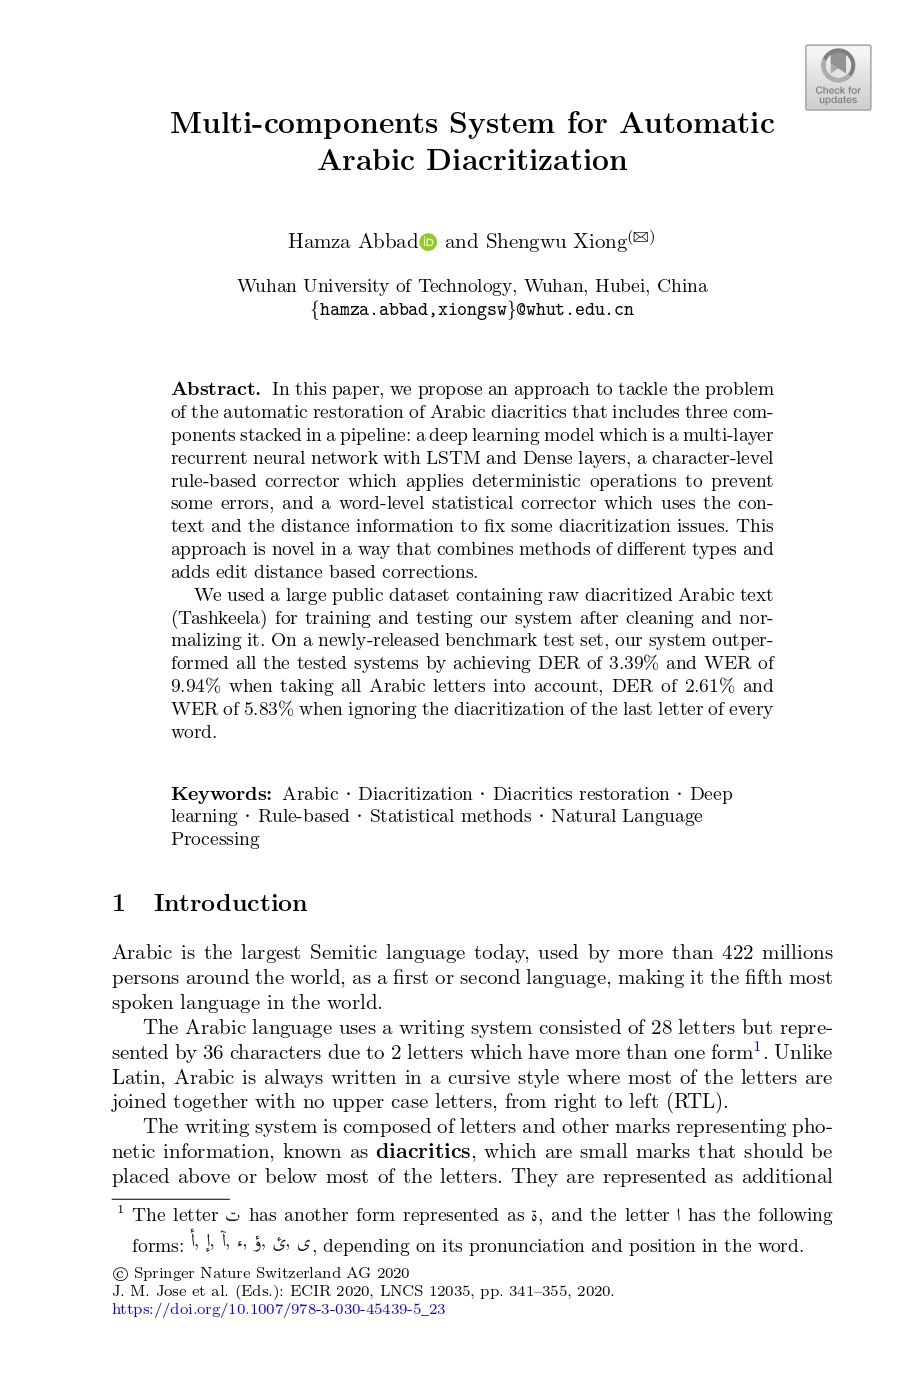 Check for
updates
Multi-components System for Automatic
Arabic Diacritization
Hamza Abbad and Shengwu Xiong(✉)
Wuhan University of Technology, Wuhan, Hubei, China
{hamza.abbad,xiongsw}@whut.edu.cn
Abstract. In this paper, we propose an approach to tackle the problem
of the automatic restoration of Arabic diacritics that includes three com-
ponents stacked in a pipeline: a deep learning model which is a multi-layer
recurrent neural network with LSTM and Dense layers, a character-level
rule-based corrector which applies deterministic operations to prevent
some errors, and a word-level statistical corrector which uses the con-
text and the distance information to fix some diacritization issues. This
approach is novel in a way that combines methods of different types and
adds edit distance based corrections.
We used a large public dataset containing raw diacritized Arabic text
(Tashkeela) for training and testing our system after cleaning and nor-
malizing it. On a newly-released benchmark test set, our system outper-
formed all the tested systems by achieving DER of 3.39% and WER of
9.94% when taking all Arabic letters into account, DER of 2.61% and
WER of 5.83% when ignoring the diacritization of the last letter of every
word.
Keywords: Arabic · Diacritization · Diacritics restoration · Deep
learning · Rule-based · Statistical methods · Natural Language
Processing
1 Introduction
Arabic is the largest Semitic language today, used by more than 422 millions
persons around the world, as a first or second language, making it the fifth most
spoken language in the world.
The Arabic language uses a writing system consisted of 28 letters but repre-
sented by 36 characters due to 2 letters which have more than one form1. Unlike
Latin, Arabic is always written in a cursive style where most of the letters are
joined together with no upper case letters, from right to left (RTL).
The writing system is composed of letters and other marks representing pho-
netic information, known as diacritics, which are small marks that should be
placed above or below most of the letters. They are represented as additional
1 The letter ت has another form represented as ة, and the letter ا has the following
forms: أ, إ, آ, ء, ؤ, ئ, ى, depending on its pronunciation and position in the word.
© Springer Nature Switzerland AG 2020
J. M. Jose et al. (Eds.): ECIR 2020, LNCS 12035, pp. 341–355, 2020.
https://doi.org/10.1007/978-3-030-45439-5_23